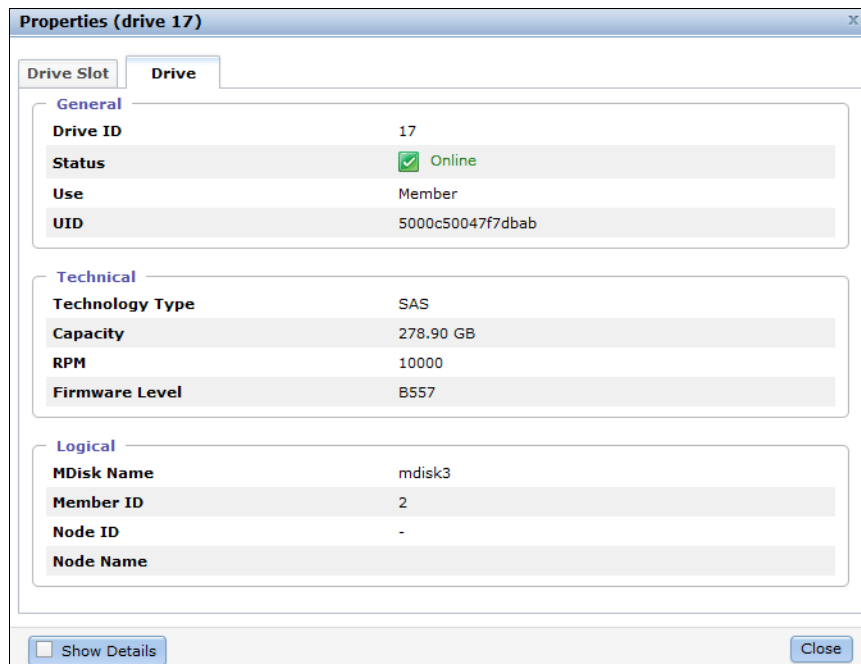 Properties (drive 17) x
Drive Slot Drive
General
Drive ID 17
Status Online
Use Member
UID 5000c50047f7dbab
Technical
Technology Type SAS
Capacity 278.90 GB
RPM 10000
Firmware Level B557
Logical
MDisk Name mdisk3
Member ID 2
Node ID -
Node Name
Show Details Close